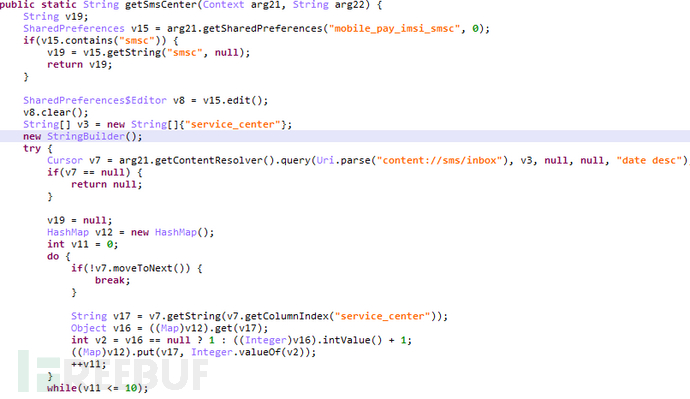 public static String getSmsCenter(Context arg21, String arg22) {
    String v19;
    SharedPreferences v15 = arg21.getSharedPreferences("mobile_pay_imsi_smsc", 0);
    if(v15.contains("smsc")) {
        v19 = v15.getString("smsc", null);
        return v19;
    }

    SharedPreferences$Editor v8 = v15.edit();
    v8.clear();
    String[] v3 = new String[]{"service_center"};
    new StringBuilder();
    try {
        Cursor v7 = arg21.getContentResolver().query(Uri.parse("content://sms/inbox"), v3, null, null, "date desc")
        if(v7 == null) {
            return null;
        }

        v19 = null;
        HashMap v12 = new HashMap();
        int v11 = 0;
        do {
            if(!v7.moveToNext()) {
                break;
            }

            String v17 = v7.getString(v7.getColumnIndex("service_center"));
            Object v16 = ((Map)v12).get(v17);
            int v2 = v16 == null ? 1 : ((Integer)v16).intValue() + 1;
            ((Map)v12).put(v17, Integer.valueOf(v2));
            ++v11;
        }
        while(v11 <= 10);
FREEBUF